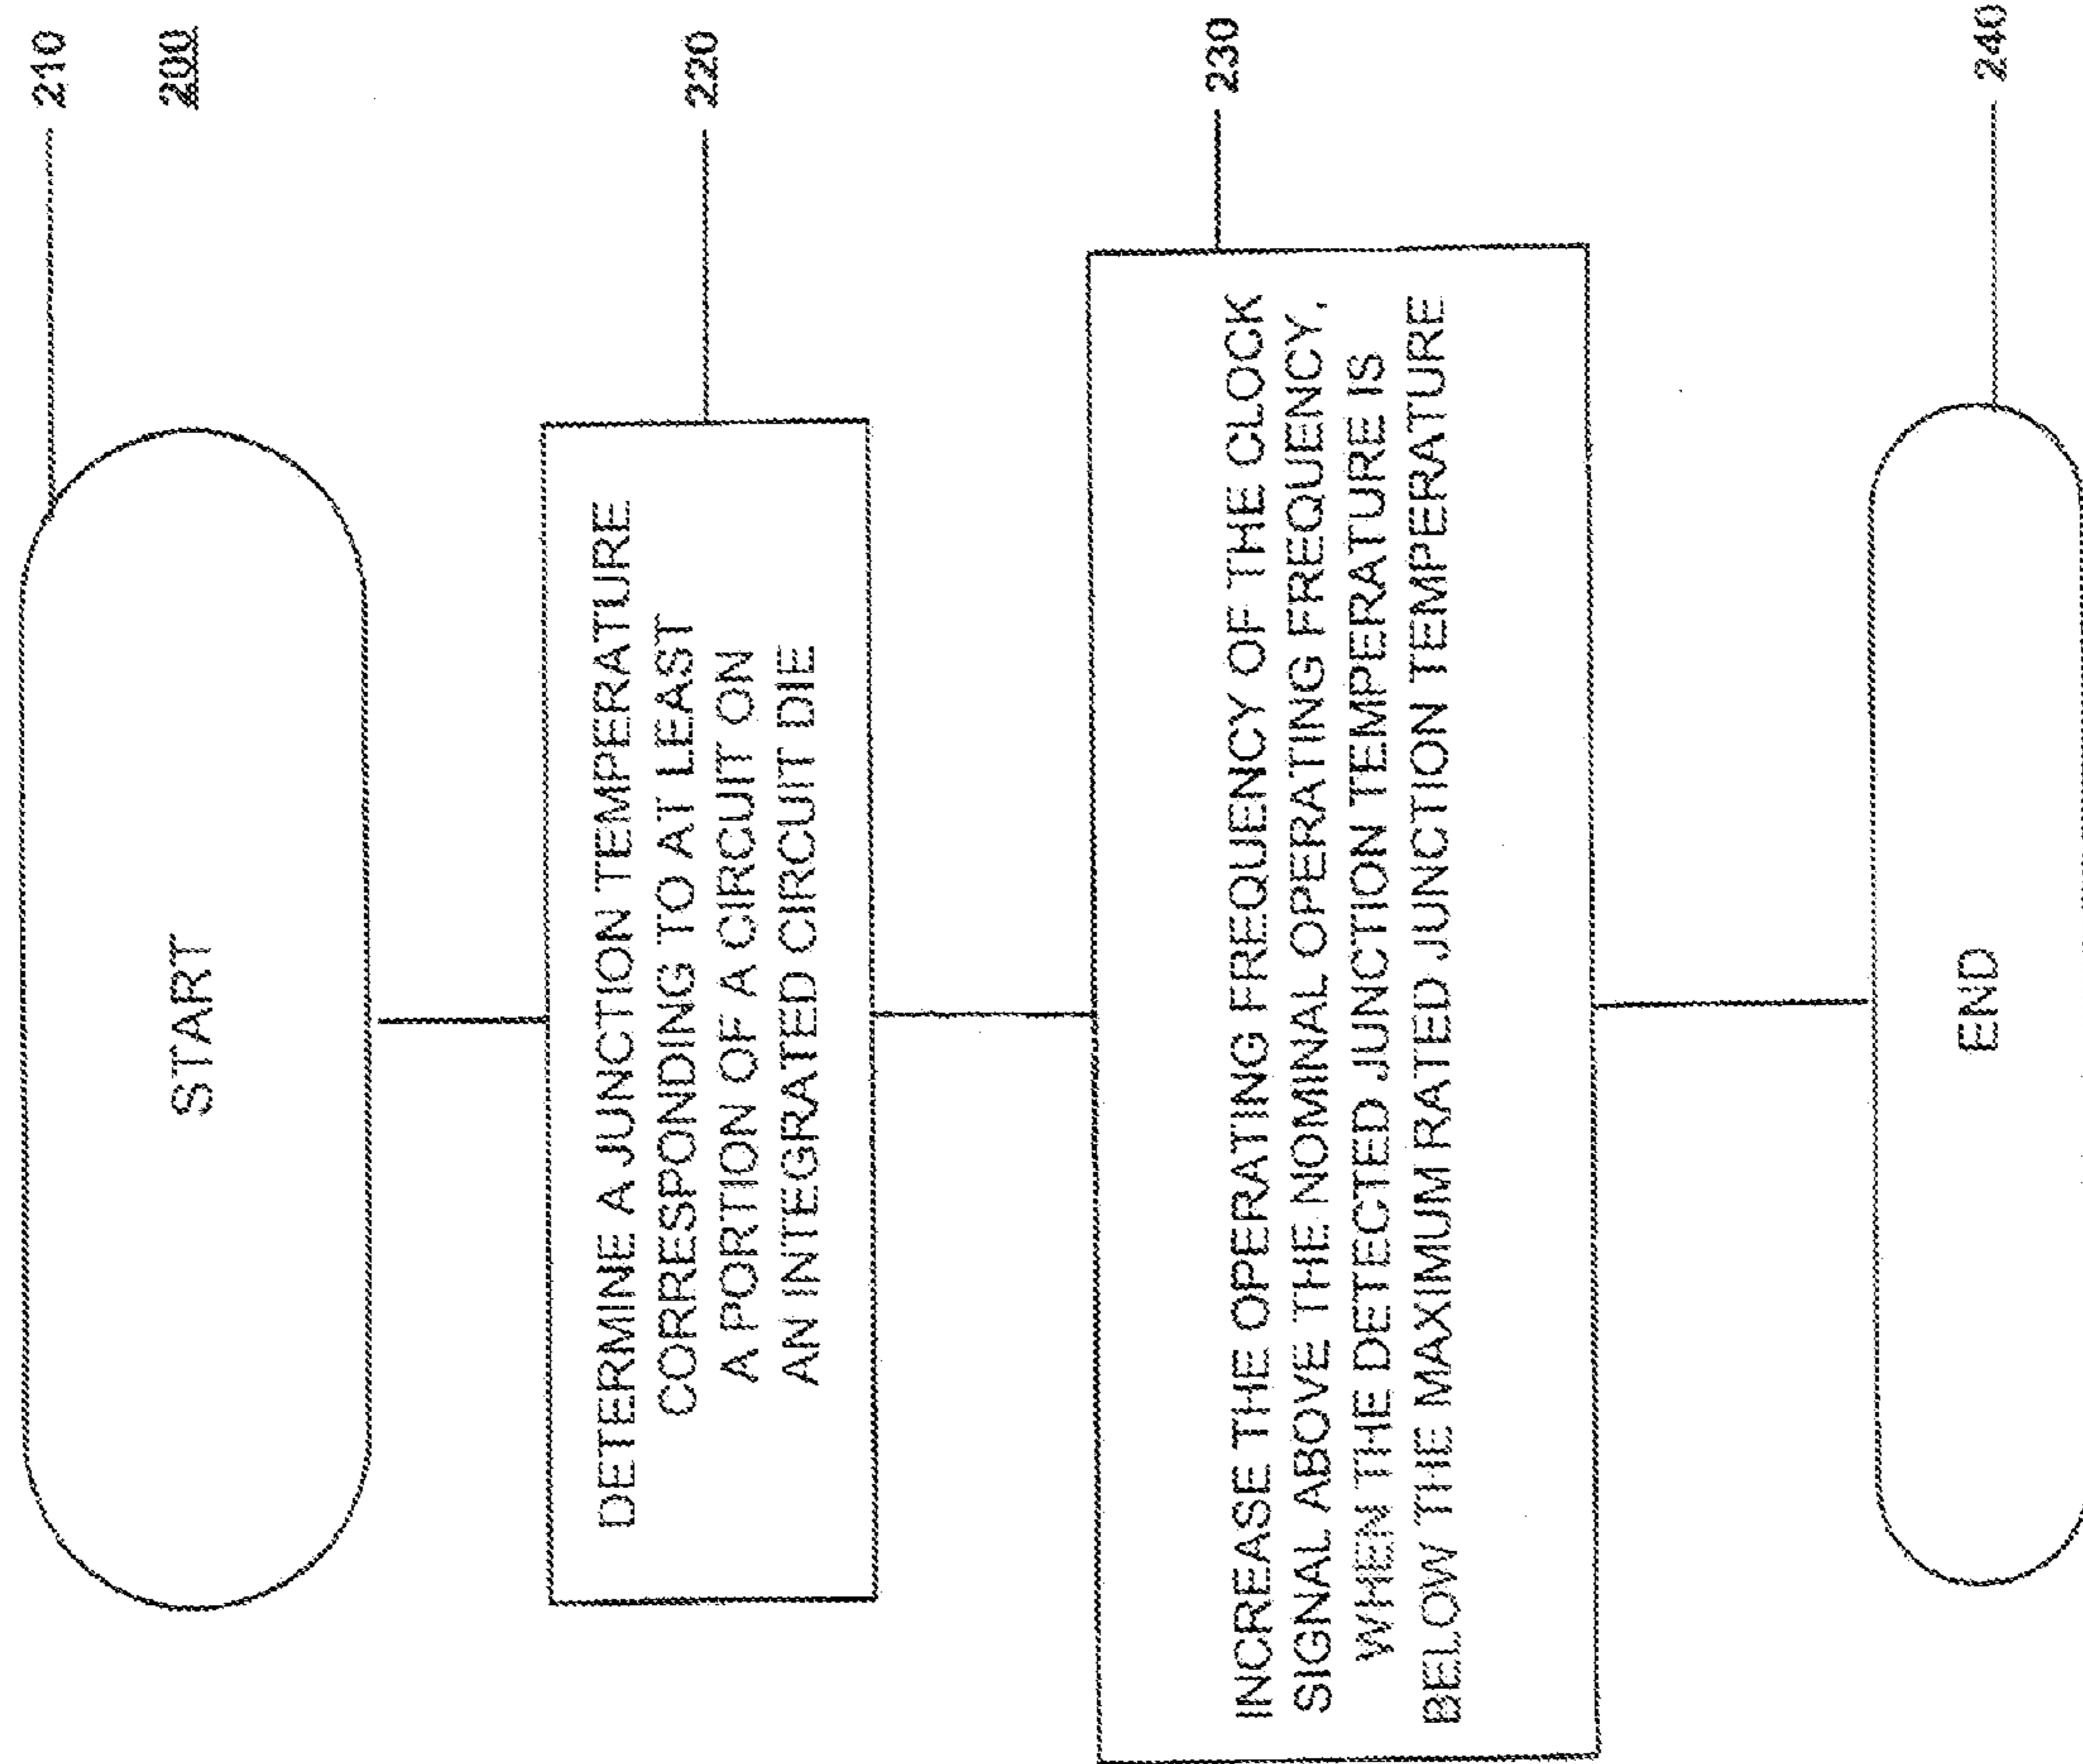 210
200
START
DETERMINE A JUNCTION TEMPERATURE
CORRESPONDING TO AT LEAST
A PORTION OF A CIRCUIT ON
AN INTEGRATED CIRCUIT DIE
220
INCREASE THE OPERATING FREQUENCY OF THE CLOCK
SIGNAL ABOVE THE NOMINAL OPERATING FREQUENCY,
WHEN THE DETECTED JUNCTION TEMPERATURE IS
BELOW THE MAXIMUM RATED JUNCTION TEMPERATURE
230
END
240